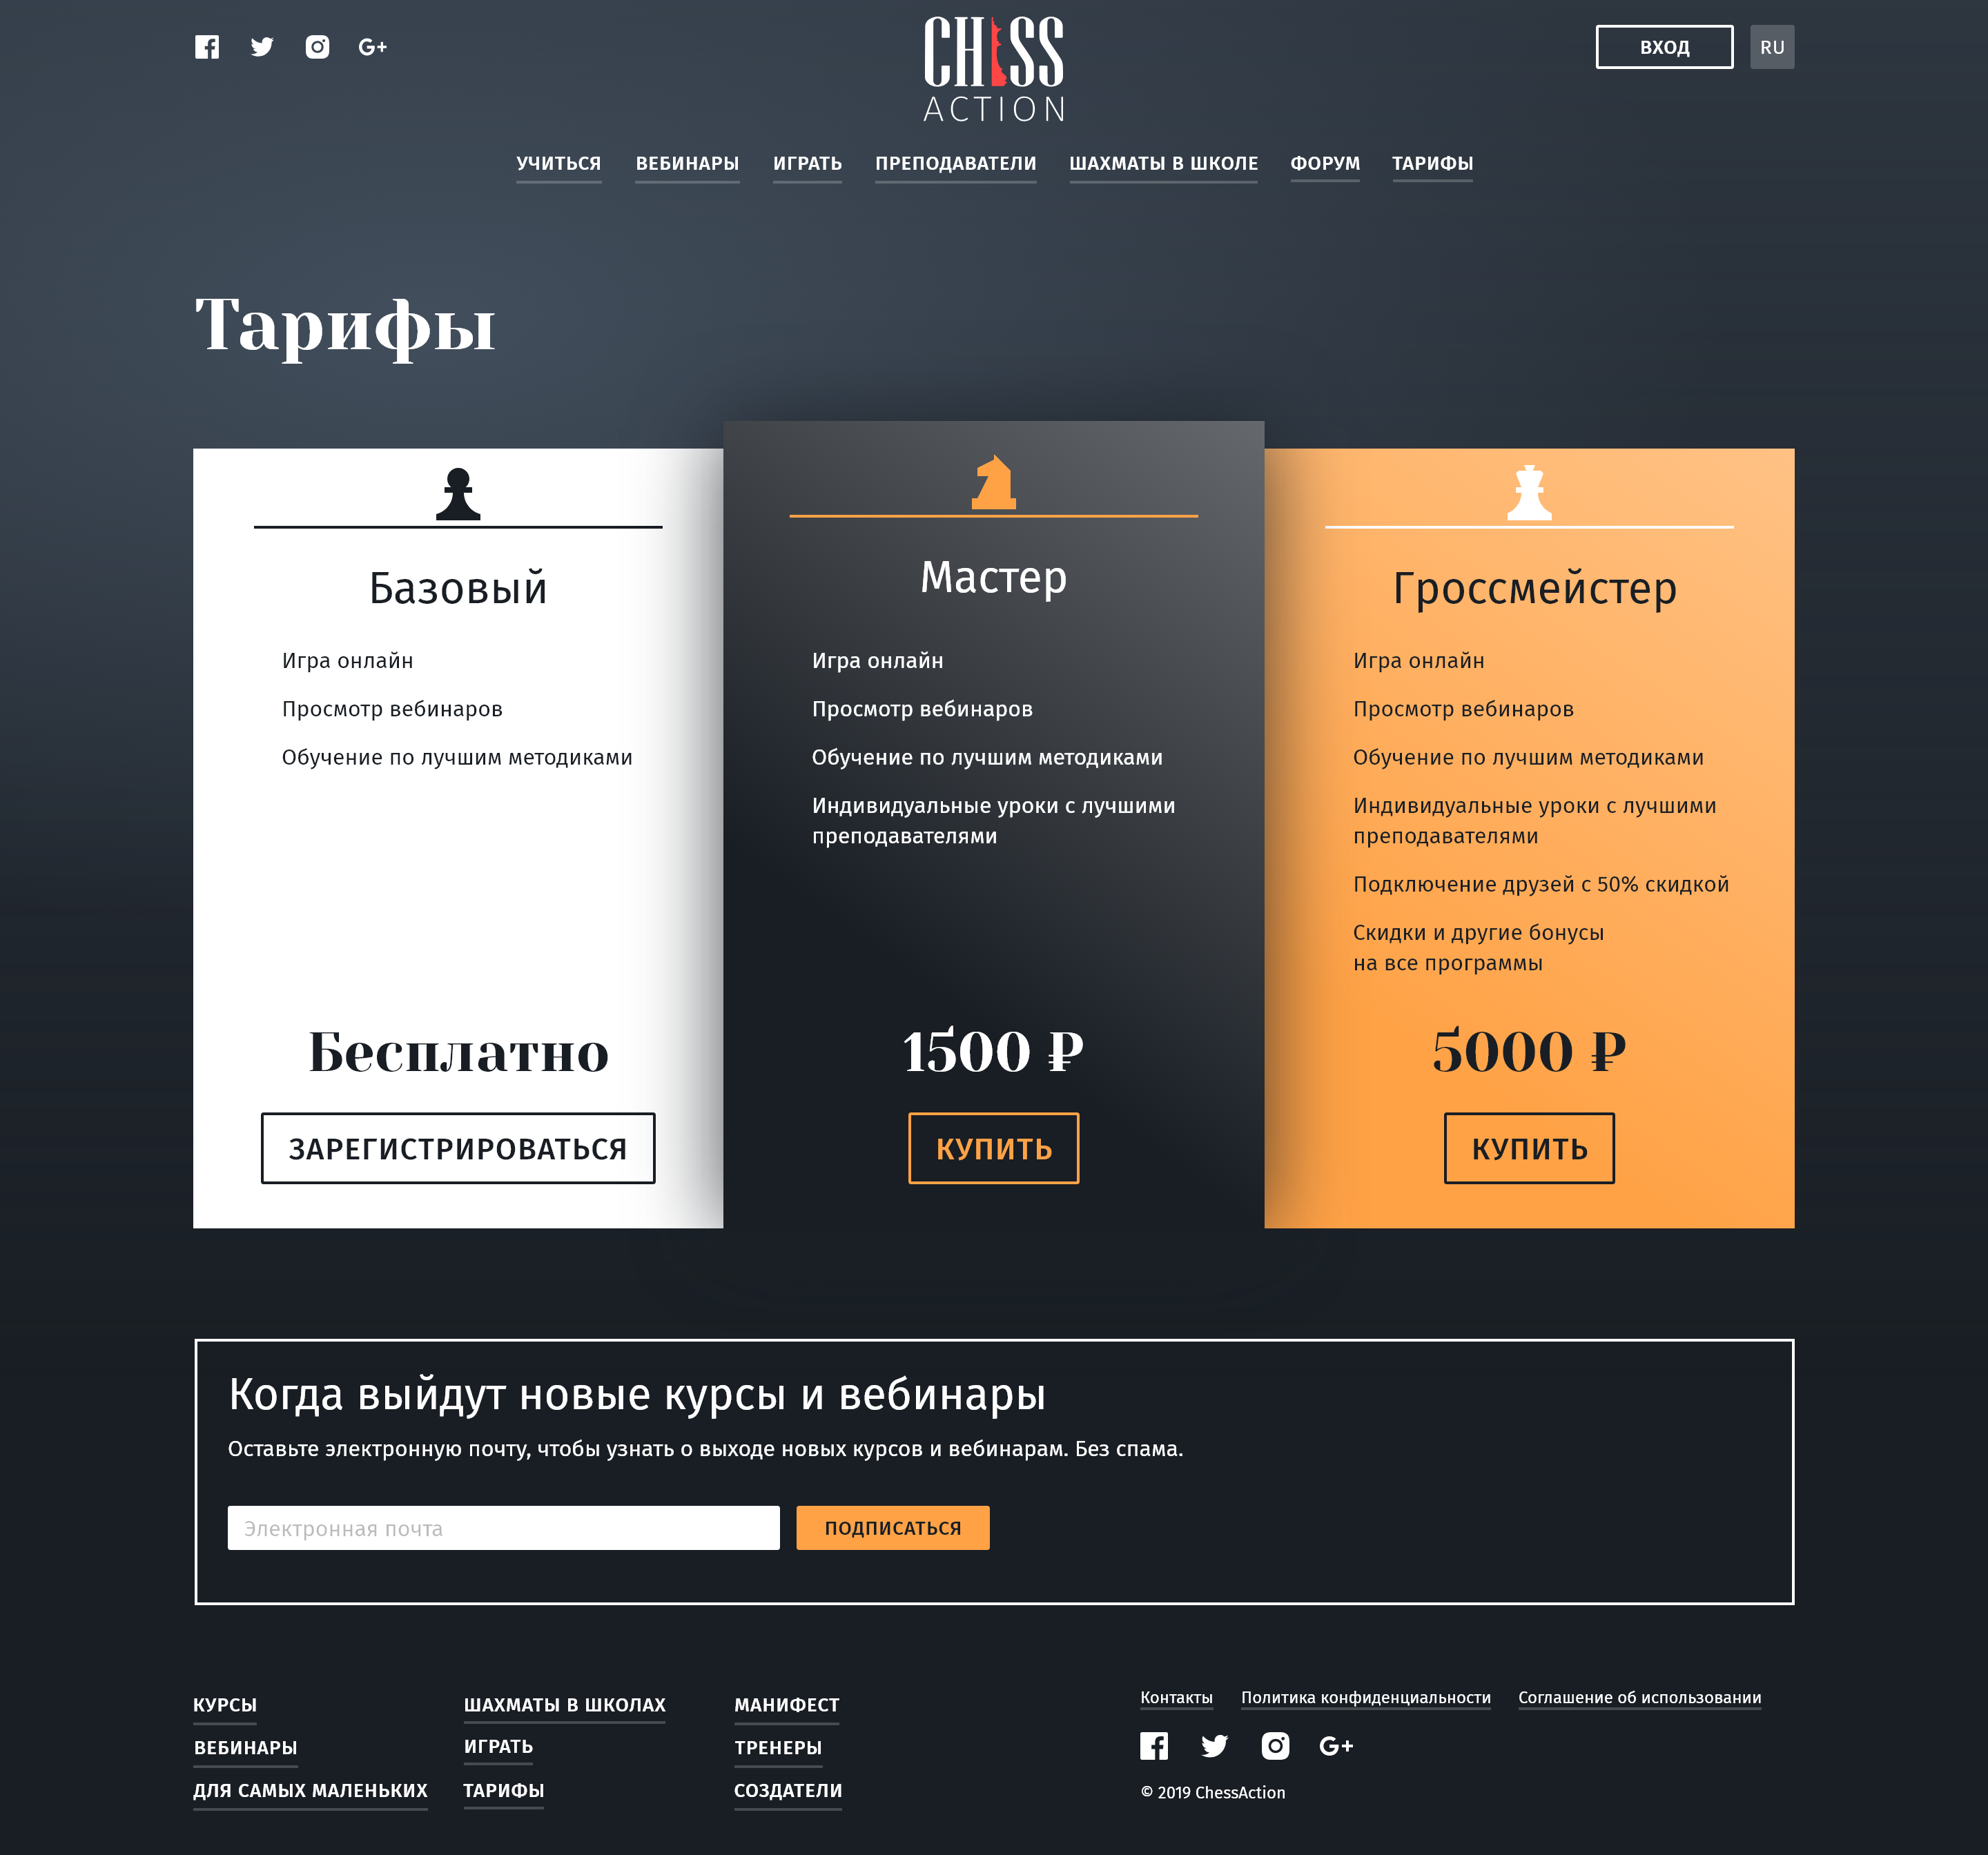 CHESS
ACTION
ВХОД
RU
УЧИТЬСЯ ВЕБИНАРЫ ИГРАТЬ ПРЕПОДАВАТЕЛИ ШАХМАТЫ В ШКОЛЕ ФОРУМ ТАРИФЫ
Тарифы
Базовый
Игра онлайн
Просмотр вебинаров
Обучение по лучшим методиками
Бесплатно
ЗАРЕГИСТРИРОВАТЬСЯ
Мастер
Игра онлайн
Просмотр вебинаров
Обучение по лучшим методиками
Индивидуальные уроки с лучшими
преподавателями
1500 ₽
КУПИТЬ
Гроссмейстер
Игра онлайн
Просмотр вебинаров
Обучение по лучшим методиками
Индивидуальные уроки с лучшими
преподавателями
Подключение друзей с 50% скидкой
Скидки и другие бонусы
на все программы
5000 ₽
КУПИТЬ
Когда выйдут новые курсы и вебинары
Оставьте электронную почту, чтобы узнать о выходе новых курсов и вебинарам. Без спама.
Электронная почта
ПОДПИСАТЬСЯ
КУРСЫ
ВЕБИНАРЫ
ДЛЯ САМЫХ МАЛЕНЬКИХ
ШАХМАТЫ В ШКОЛАХ
ИГРАТЬ
ТАРИФЫ
МАНИФЕСТ
ТРЕНЕРЫ
СОЗДАТЕЛИ
Контакты Политика конфиденциальности Соглашение об использовании
G+
© 2019 ChessAction